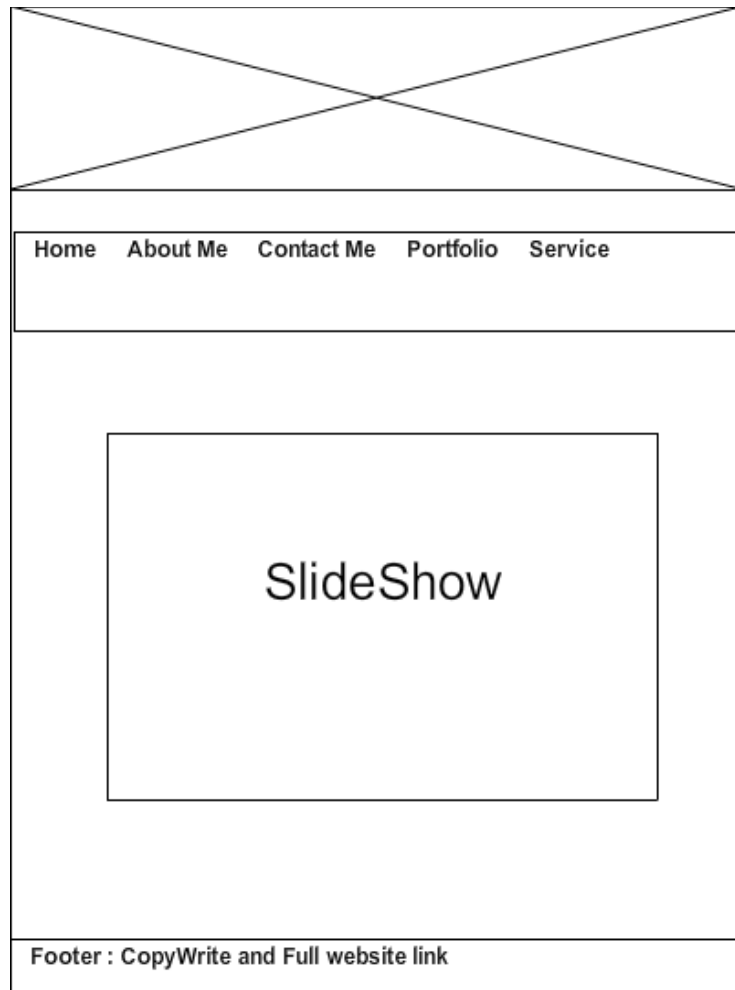 Home About Me Contact Me Portfolio Service
SlideShow
Footer : CopyWrite and Full website link